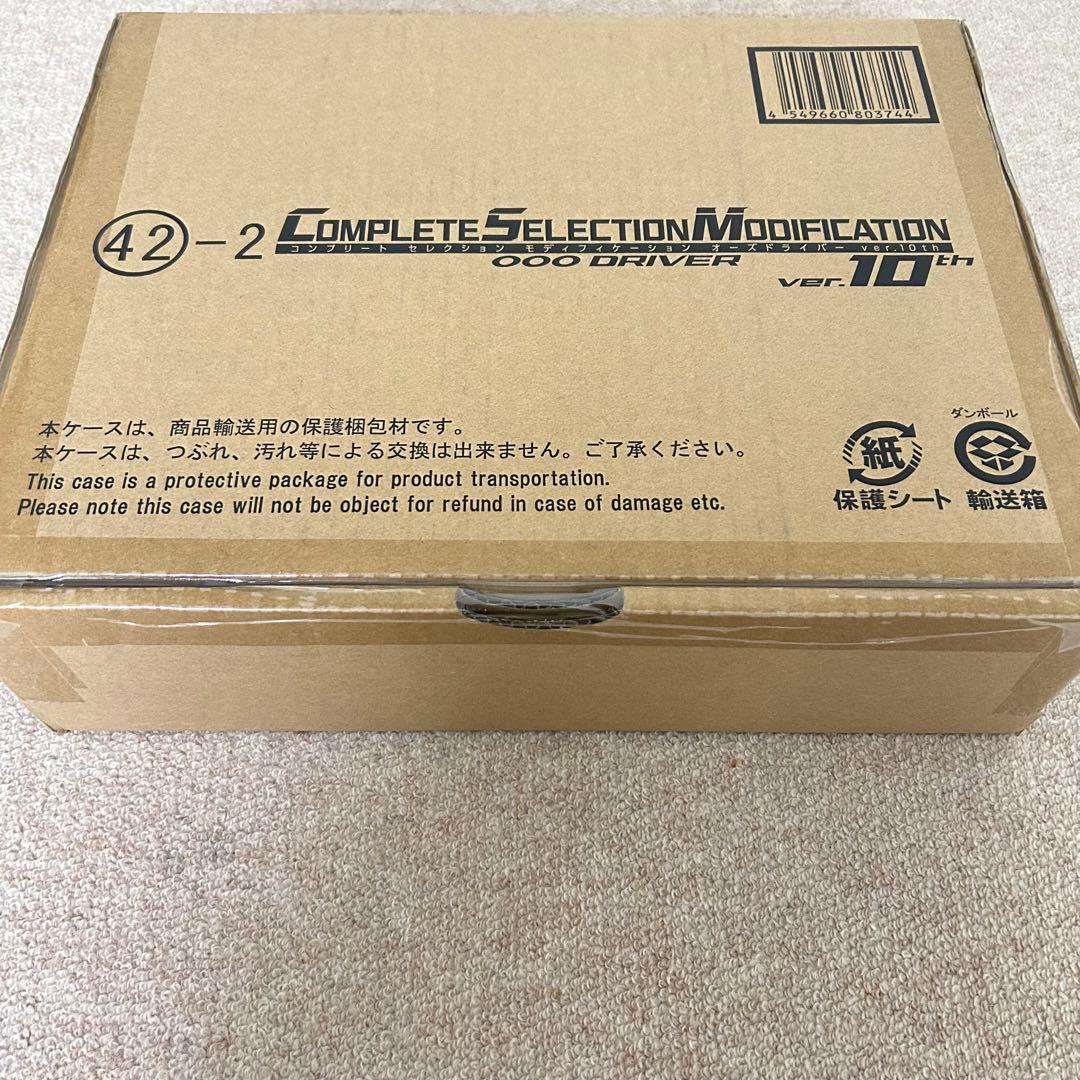 4 549660 803744
42-2 COMPLETE SELECTION MODIFICATION
コンプリート セレクション モディフィケーション オーズドライバー ver.10th
OOO DRIVER
ver.10th
本ケースは、商品輸送用の保護梱包材です。
本ケースは、つぶれ、汚れ等による交換は出来ません。ご了承ください。
This case is a protective package for product transportation.
Please note this case will not be object for refund in case of damage etc.
紙
保護シート
ダンボール
輸送箱